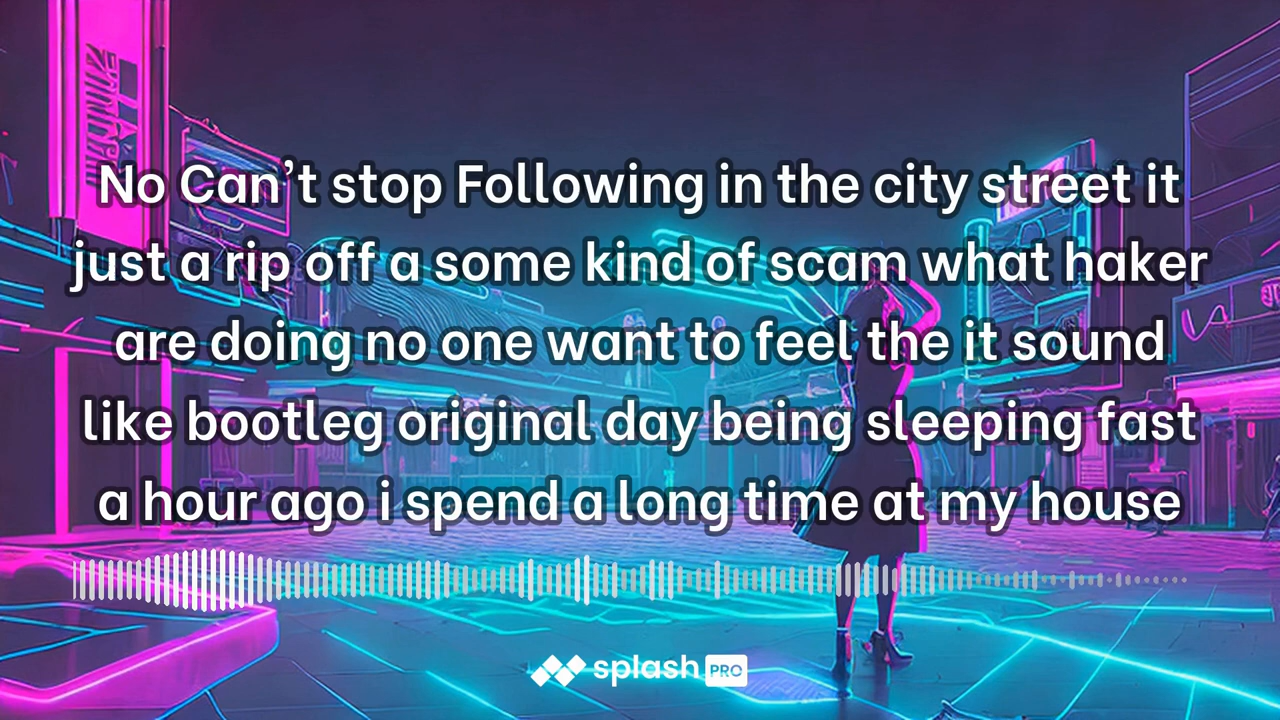 No Can’t stop Following in the city street it
just a rip off a some kind of scam what haker
are doing no one want to feel the it sound
like bootleg original day being sleeping fast
a hour ago i spend a long time at my house
splash PRO